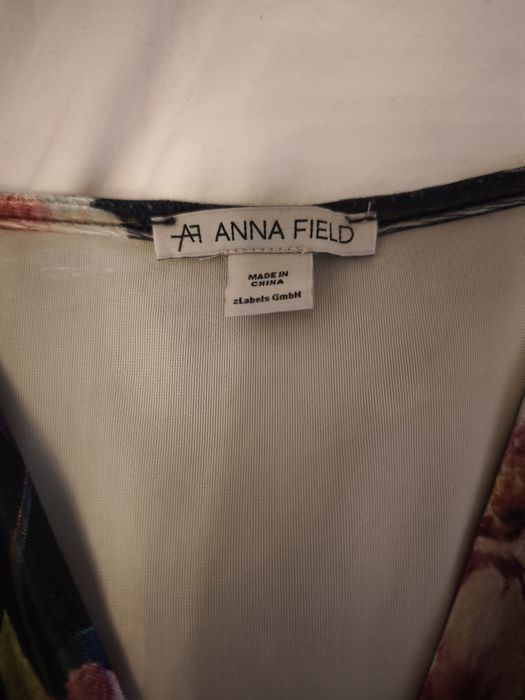 AF ANNA FIELD
MADE IN
CHINA
zLabels GmbH